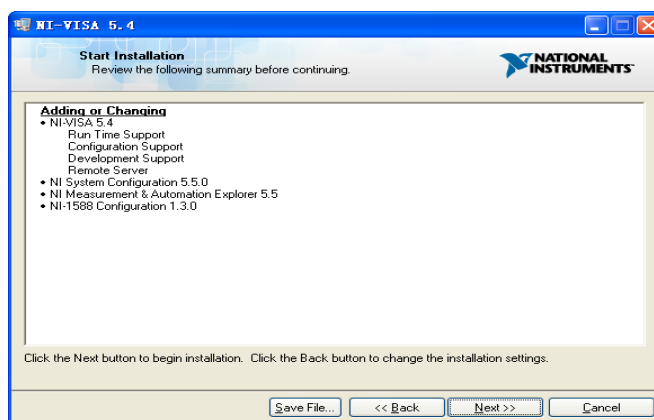 NI-VISA 5.4
Start Installation
Review the following summary before continuing.
NATIONAL
INSTRUMENTS
Adding or Changing
• NI-VISA 5.4
Run Time Support
Configuration Support
Development Support
Remote Server
• NI System Configuration 5.5.0
• NI Measurement & Automation Explorer 5.5
• NI-1588 Configuration 1.3.0
Click the Next button to begin installation. Click the Back button to change the installation settings.
Save File... << Back Next >> Cancel